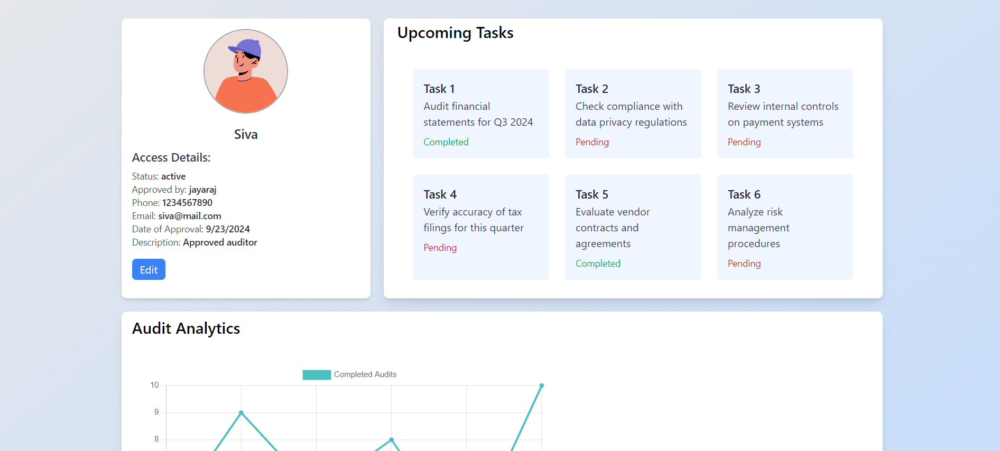 Siva
Access Details:
Status: active
Approved by: jayaraj
Phone: 1234567890
Email: siva@mail.com
Date of Approval: 9/23/2024
Description: Approved auditor
Edit
Upcoming Tasks
Task 1
Audit financial
statements for Q3 2024
Completed
Task 2
Check compliance with
data privacy regulations
Pending
Task 3
Review internal controls
on payment systems
Pending
Task 4
Verify accuracy of tax
filings for this quarter
Pending
Task 5
Evaluate vendor
contracts and
agreements
Completed
Task 6
Analyze risk
management
procedures
Pending
Audit Analytics
Completed Audits
10
9
8